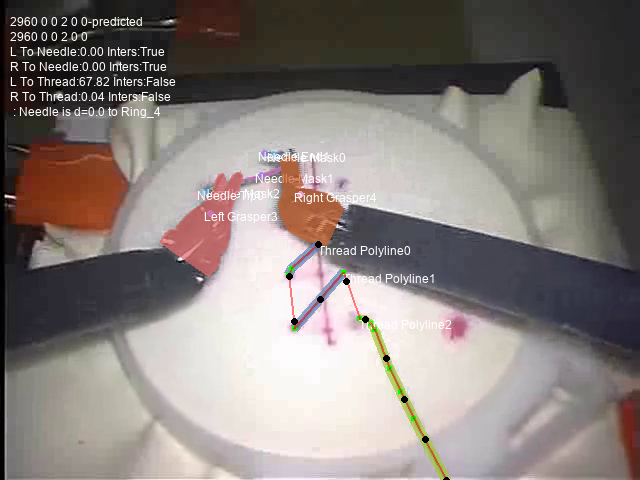 2960 0 0 2 0 0-predicted
2960 0 0 2 0 0
L To Needle:0.00 Inters:True
R To Needle:0.00 Inters:True
L To Thread:67.82 Inters:False
R To Thread:0.04 Inters:False
: Needle is d=0.0 to Ring_4
Mask0
Needle Mask1
Mask2
Right Grasper4
Left Grasper3
Thread Polyline0
Thread Polyline1
Thread Polyline2